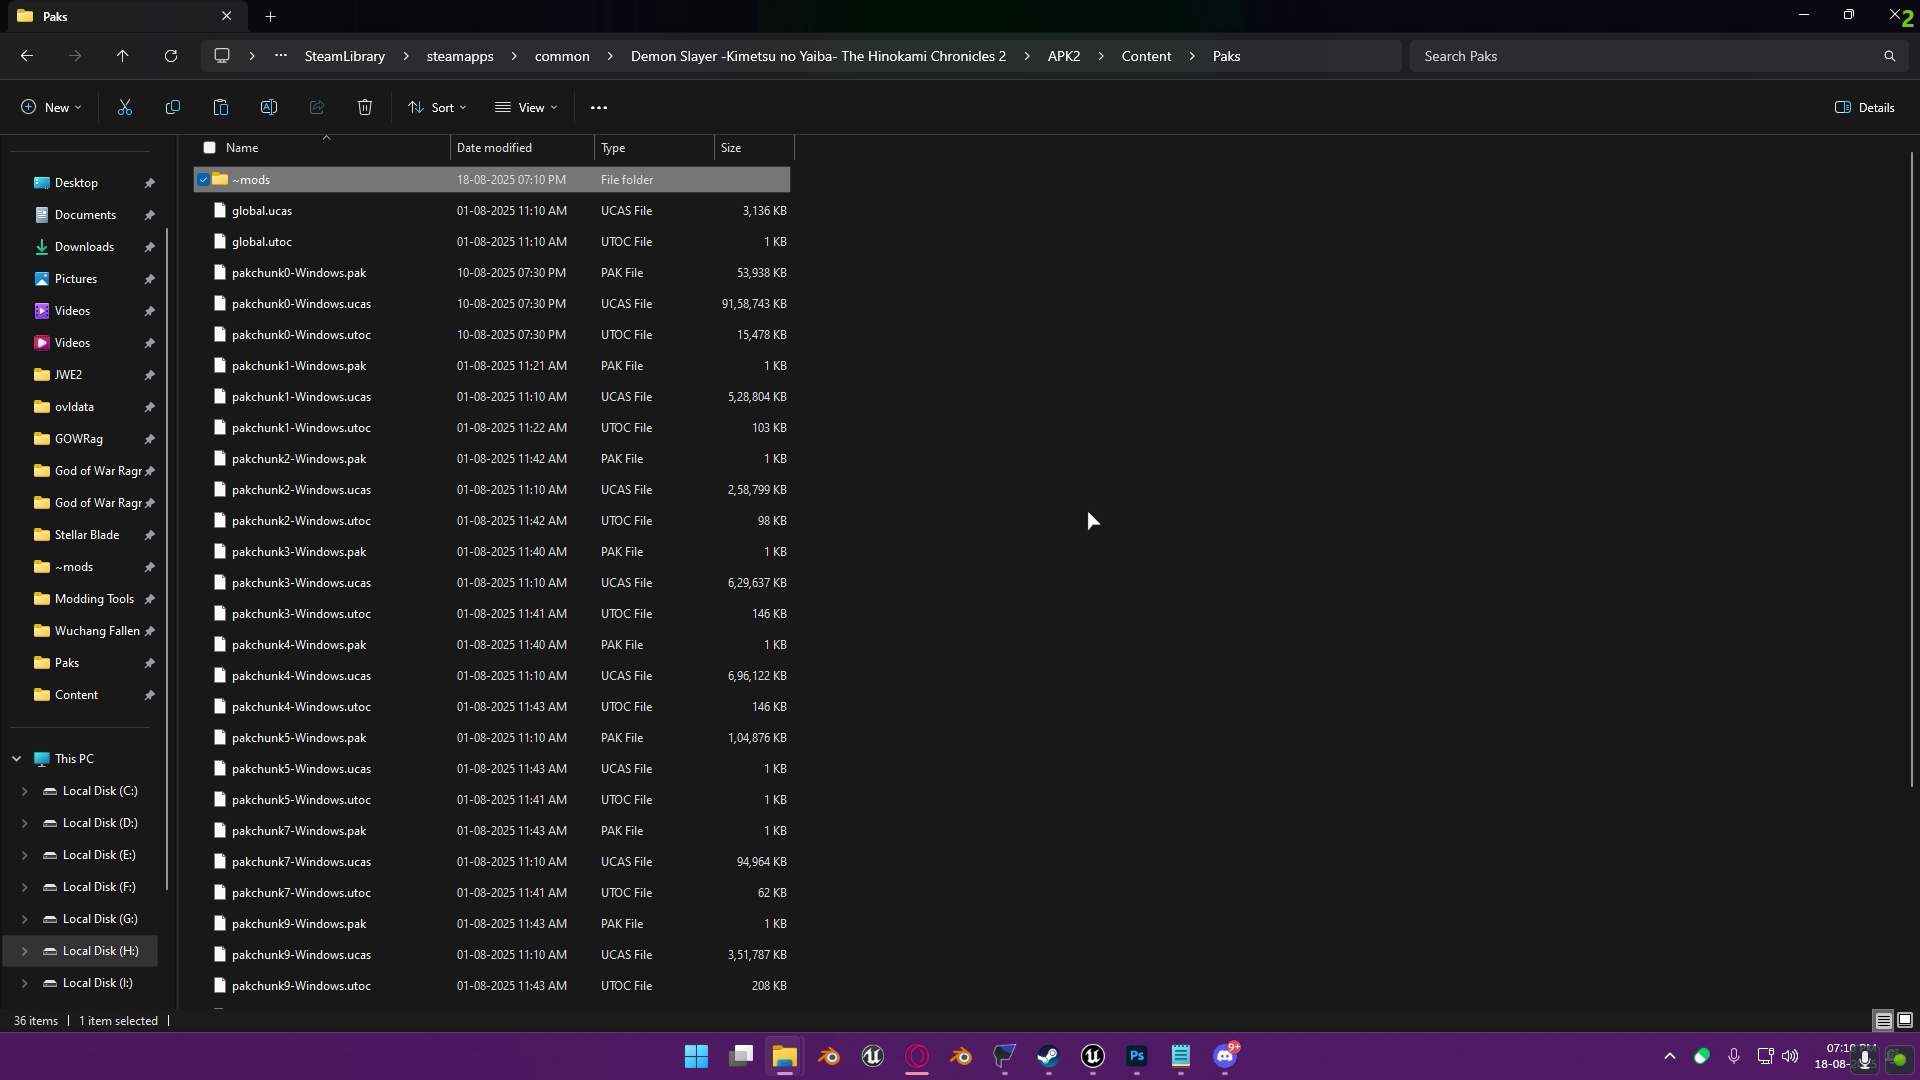 Paks
2
SteamLibrary
steamapps
common
Demon Slayer -Kimetsu no Yaiba- The Hinokami Chronicles 2
APK2
Content
Paks
Search Paks
New
Sort
View
Details
Name
Date modified
Type
Size
~mods 18-08-2025 07:10 PM File folder
global.ucas 01-08-2025 11:10 AM UCAS File 3,136 KB
global.utoc 01-08-2025 11:10 AM UTOC File 1 KB
pakchunk0-Windows.pak 10-08-2025 07:30 PM PAK File 53,938 KB
pakchunk0-Windows.ucas 10-08-2025 07:30 PM UCAS File 91,58,743 KB
pakchunk0-Windows.utoc 10-08-2025 07:30 PM UTOC File 15,478 KB
pakchunk1-Windows.pak 01-08-2025 11:21 AM PAK File 1 KB
pakchunk1-Windows.ucas 01-08-2025 11:10 AM UCAS File 5,28,804 KB
pakchunk1-Windows.utoc 01-08-2025 11:22 AM UTOC File 103 KB
pakchunk2-Windows.pak 01-08-2025 11:42 AM PAK File 1 KB
pakchunk2-Windows.ucas 01-08-2025 11:10 AM UCAS File 2,58,799 KB
pakchunk2-Windows.utoc 01-08-2025 11:42 AM UTOC File 98 KB
pakchunk3-Windows.pak 01-08-2025 11:40 AM PAK File 1 KB
pakchunk3-Windows.ucas 01-08-2025 11:10 AM UCAS File 6,29,637 KB
pakchunk3-Windows.utoc 01-08-2025 11:41 AM UTOC File 146 KB
pakchunk4-Windows.pak 01-08-2025 11:40 AM PAK File 1 KB
pakchunk4-Windows.ucas 01-08-2025 11:10 AM UCAS File 6,96,122 KB
pakchunk4-Windows.utoc 01-08-2025 11:43 AM UTOC File 146 KB
pakchunk5-Windows.pak 01-08-2025 11:10 AM PAK File 1,04,876 KB
pakchunk5-Windows.ucas 01-08-2025 11:43 AM UCAS File 1 KB
pakchunk5-Windows.utoc 01-08-2025 11:41 AM UTOC File 1 KB
pakchunk7-Windows.pak 01-08-2025 11:43 AM PAK File 1 KB
pakchunk7-Windows.ucas 01-08-2025 11:10 AM UCAS File 94,964 KB
pakchunk7-Windows.utoc 01-08-2025 11:41 AM UTOC File 62 KB
pakchunk9-Windows.pak 01-08-2025 11:43 AM PAK File 1 KB
pakchunk9-Windows.ucas 01-08-2025 11:10 AM UCAS File 3,51,787 KB
pakchunk9-Windows.utoc 01-08-2025 11:43 AM UTOC File 208 KB
Desktop
Documents
Downloads
Pictures
Videos
Videos
JWE2
ovldata
GOWRag
God of War Ragr
God of War Ragr
Stellar Blade
~mods
Modding Tools
Wuchang Fallen
Paks
Content
This PC
Local Disk (C:)
Local Disk (D:)
Local Disk (E:)
Local Disk (F:)
Local Disk (G:)
Local Disk (H:)
Local Disk (I:)
36 items
1 item selected
Ps
9+
07:10 PM
18-08-